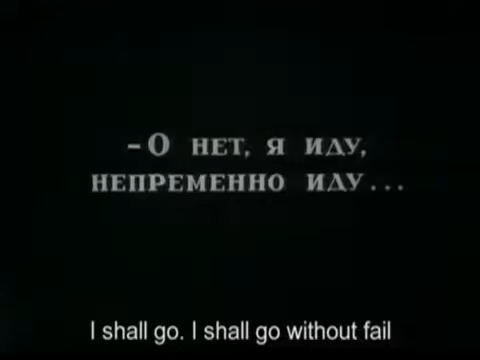 –О НЕТ, Я ИДУ,
НЕПРЕМЕННО ИДУ...
I shall go. I shall go without fail